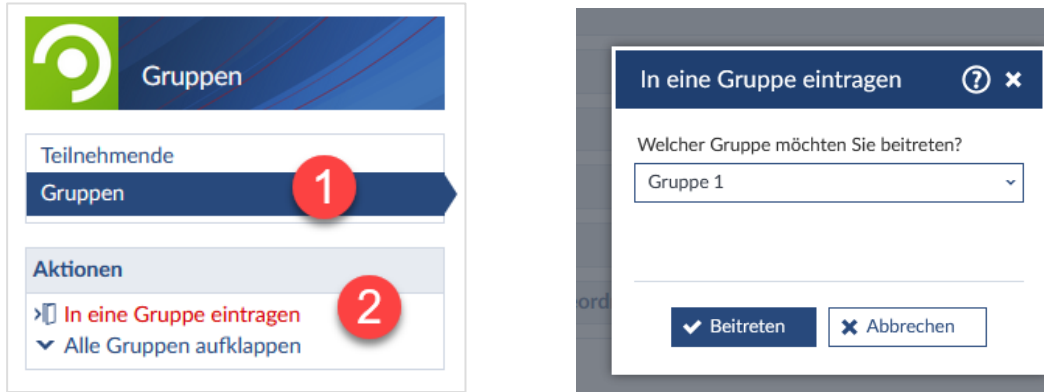 Gruppen
Teilnehmende
Gruppen
1
Aktionen
In eine Gruppe eintragen
2
Alle Gruppen aufklappen
In eine Gruppe eintragen
?
Welcher Gruppe möchten Sie beitreten?
Gruppe 1
eord
Beitreten
Abbrechen